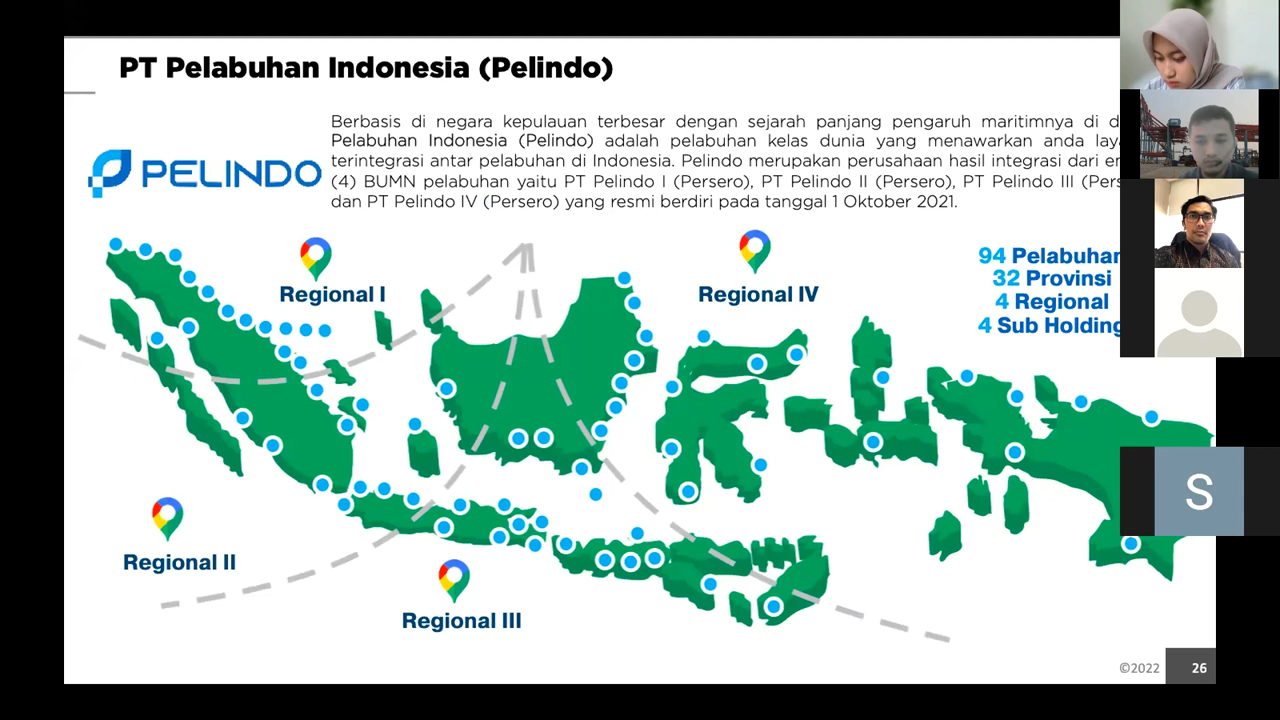 PT Pelabuhan Indonesia (Pelindo)
Berbasis di negara kepulauan terbesar dengan sejarah panjang pengaruh maritimnya di
Pelabuhan Indonesia (Pelindo) adalah pelabuhan kelas dunia yang menawarkan anda
terintegrasi antar pelabuhan di Indonesia. Pelindo merupakan perusahaan hasil integrasi dari
(4) BUMN pelabuhan yaitu PT Pelindo I (Persero), PT Pelindo II (Persero), PT Pelindo III
dan PT Pelindo IV (Persero) yang resmi berdiri pada tanggal 1 Oktober 2021.
PELINDO
94 Pelabuhan
32 Provinsi
4 Regional
4 Sub Holding
Regional I
Regional IV
Regional II
Regional III
S
©2022
26